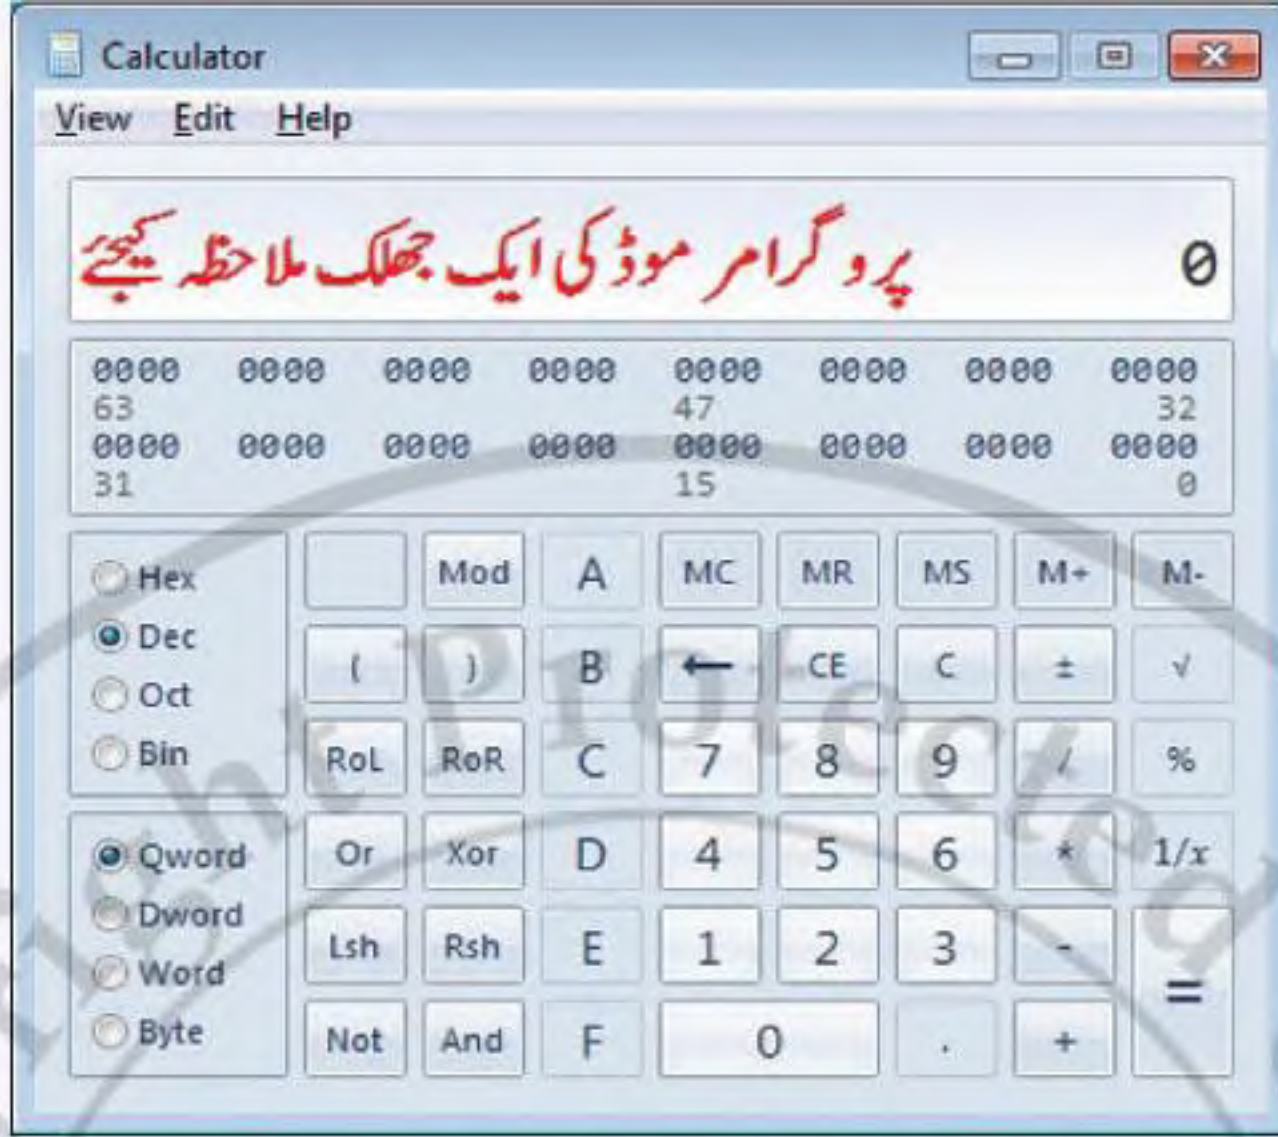 Calculator
View Edit Help
پروگرامر موڈ کی ایک جھلک ملاحظہ کیجئے 0
0000 0000 0000 0000 0000 0000 0000 0000
63 47 32
0000 0000 0000 0000 0000 0000 0000 0000
31 15 0
Hex
Dec
Oct
Bin
Qword
Dword
Word
Byte
Mod A MC MR MS M+ M-
( ) B ← CE C ± √
RoL RoR C 7 8 9 / %
Or Xor D 4 5 6 * 1/x
Lsh Rsh E 1 2 3 - =
Not And F 0 . +
Protected